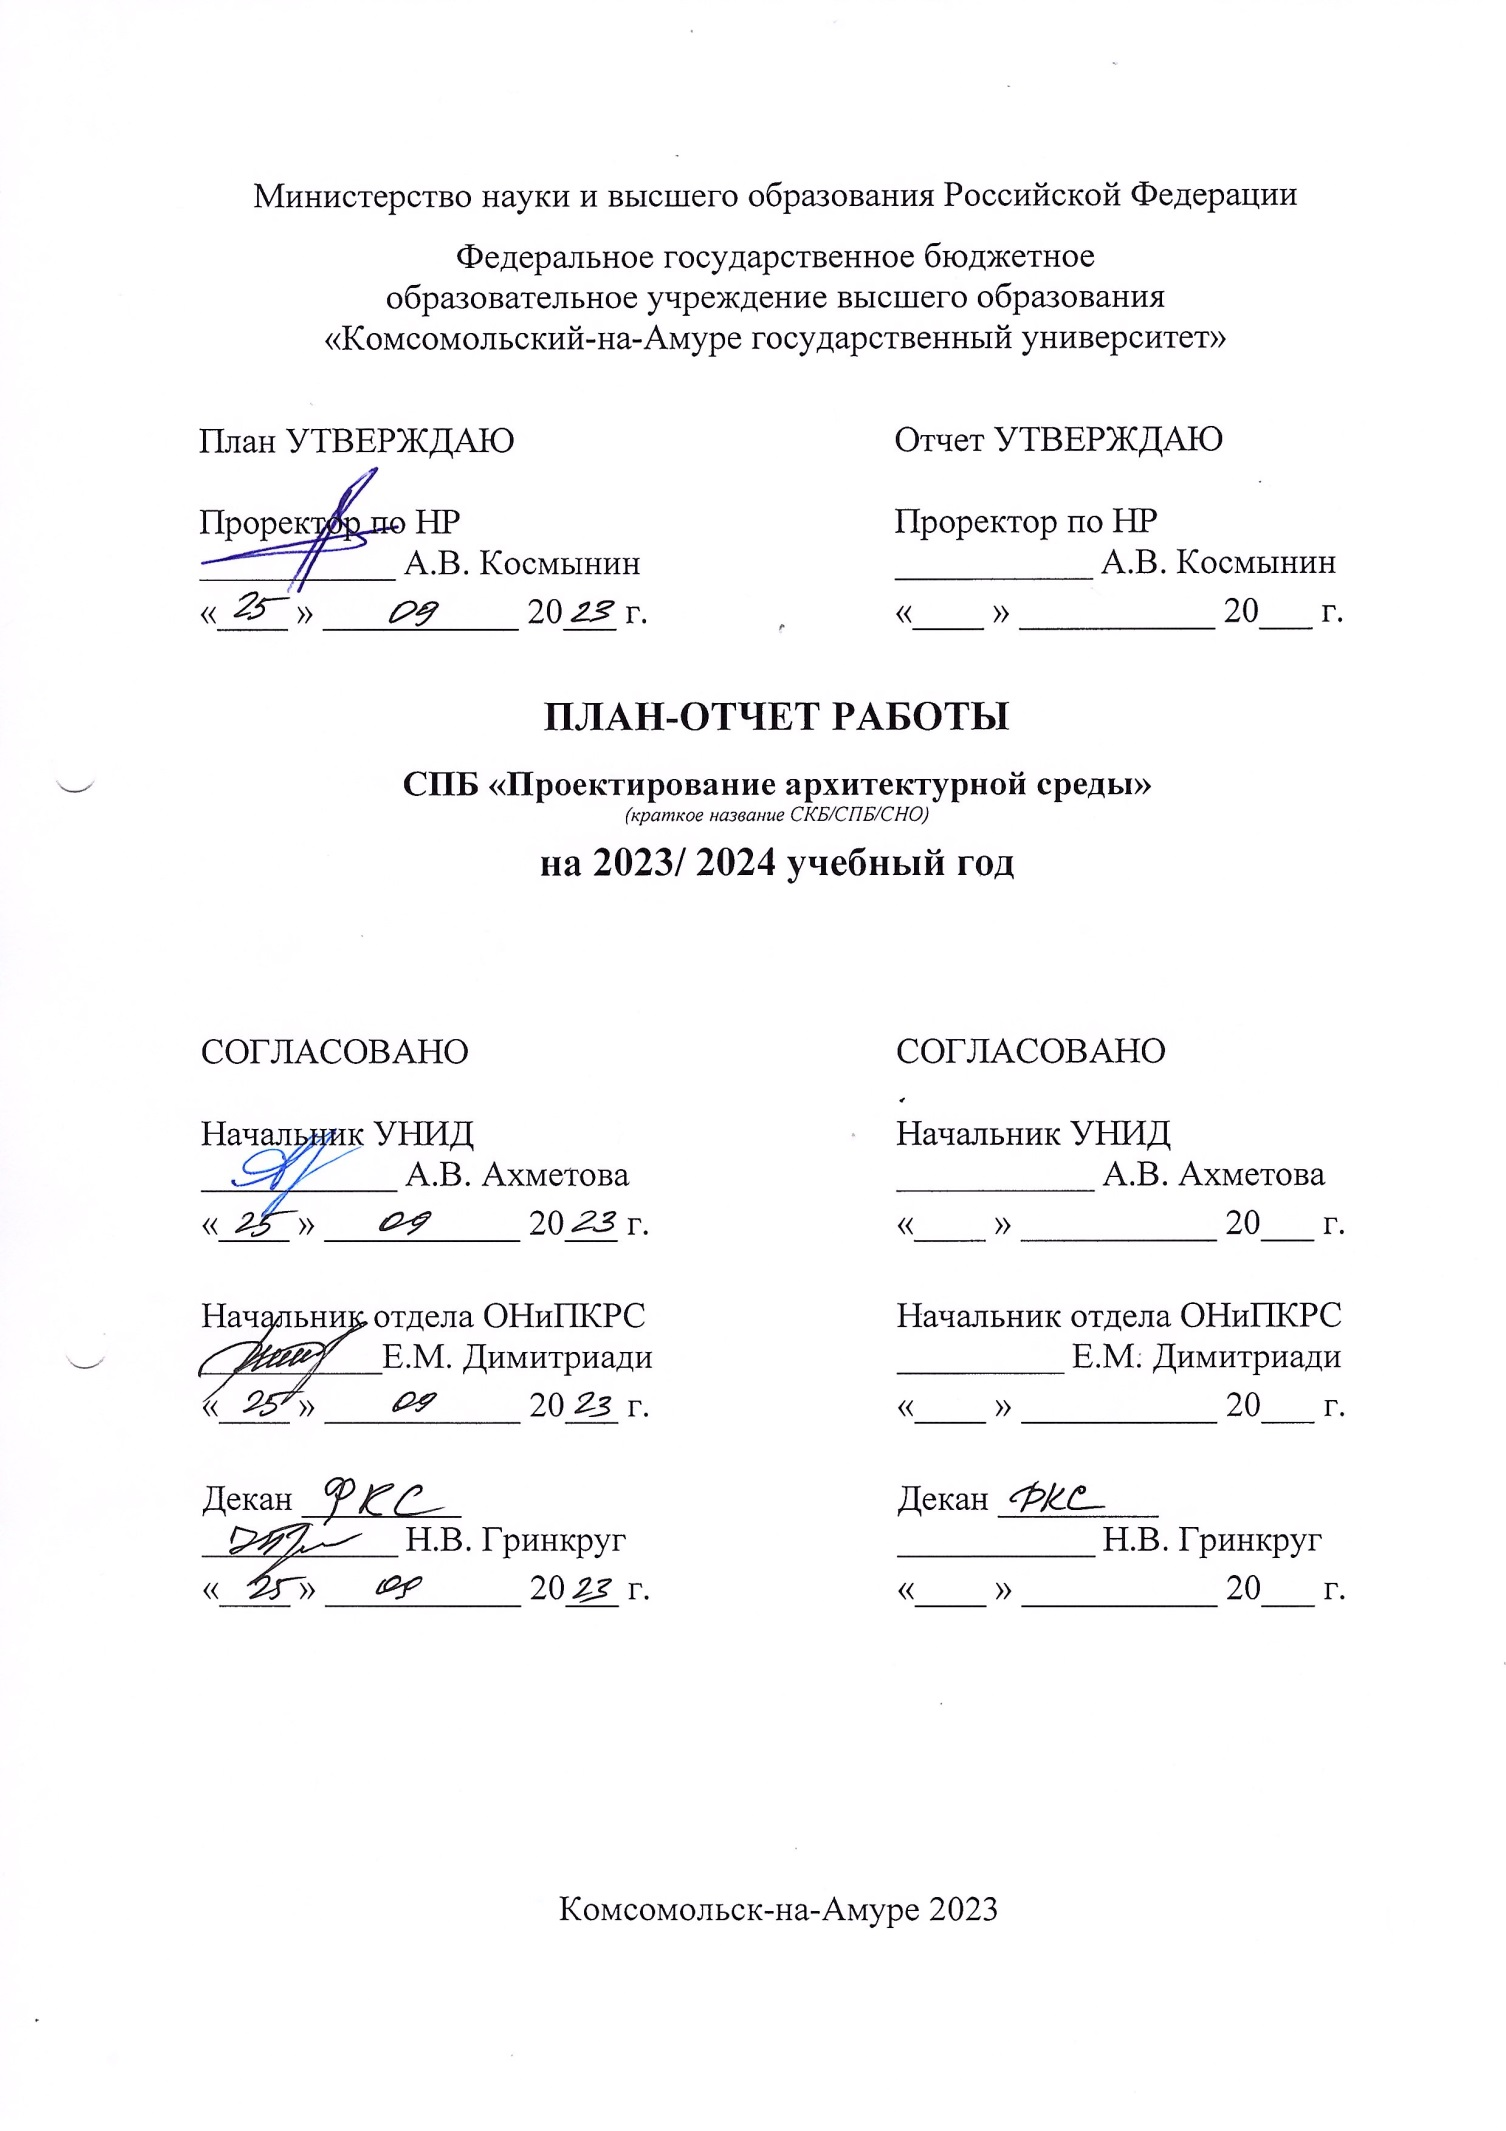 Министерство науки и высшего образования Российской Федерации
Федеральное государственное бюджетное
образовательное учреждение высшего образования
«Комсомольский-на-Амуре государственный университет»
План УТВЕРЖДАЮ
Проректор по НР
___________ А.В. Космынин
«25» 09 2023 г.
Отчет УТВЕРЖДАЮ
Проректор по НР
___________ А.В. Космынин
«____ » ___________ 20___ г.
ПЛАН-ОТЧЕТ РАБОТЫ
СПБ «Проектирование архитектурной среды»
(краткое название СКБ/СПБ/СНО)
на 2023/ 2024 учебный год
СОГЛАСОВАНО
Начальник УНИД
___________ А.В. Ахметова
«25» 09 2023 г.
Начальник отдела ОНиПКРС
__________Е.М. Димитриади
«25» 09 2023 г.
Декан ФКС
___________ Н.В. Гринкруг
«25» 09 2023 г.
СОГЛАСОВАНО
Начальник УНИД
___________ А.В. Ахметова
«____ » ___________ 20___ г.
Начальник отдела ОНиПКРС
_________ Е.М. Димитриади
«____ » ___________ 20___ г.
Декан ФКС
___________ Н.В. Гринкруг
«____ » ___________ 20___ г.
Комсомольск-на-Амуре 2023